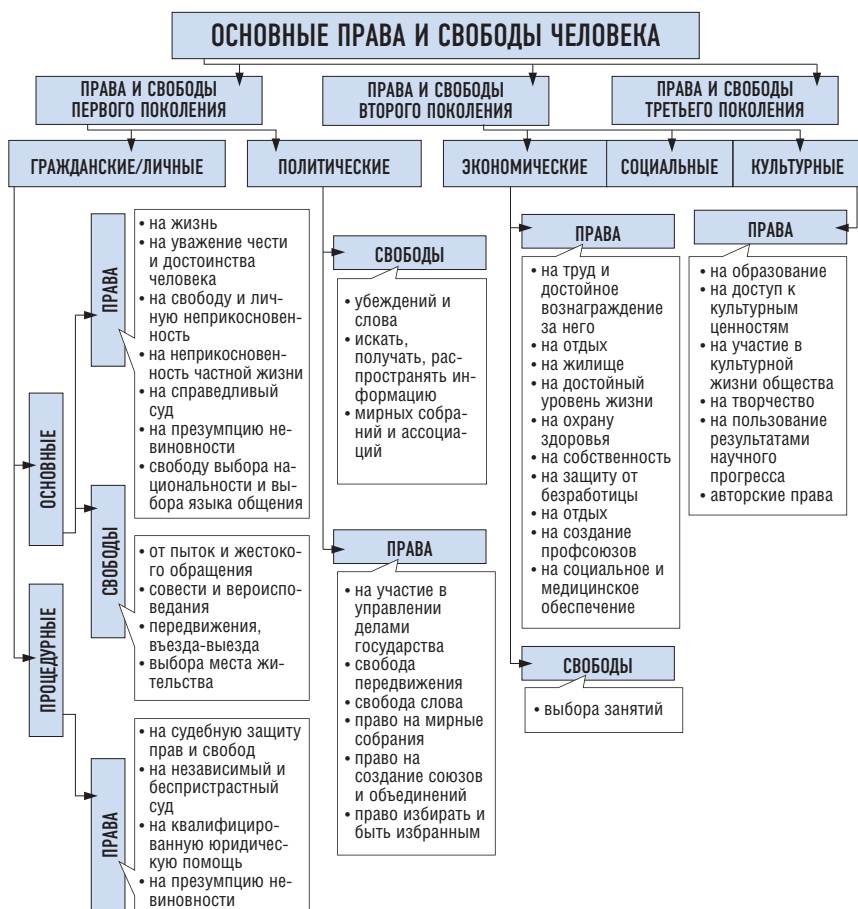 ОСНОВНЫЕ ПРАВА И СВОБОДЫ ЧЕЛОВЕКА
ПРАВА И СВОБОДЫ
ПЕРВОГО ПОКОЛЕНИЯ
ПРАВА И СВОБОДЫ
ВТОРОГО ПОКОЛЕНИЯ
ПРАВА И СВОБОДЫ
ТРЕТЬЕГО ПОКОЛЕНИЯ
ГРАЖДАНСКИЕ/ЛИЧНЫЕ
ПОЛИТИЧЕСКИЕ
ЭКОНОМИЧЕСКИЕ
СОЦИАЛЬНЫЕ
КУЛЬТУРНЫЕ
ОСНОВНЫЕ
ПРАВА
• на жизнь
• на уважение чести
и достоинства
человека
• на свободу и лич-
ную неприкосновен-
ность
• на неприкосновен-
ность частной жизни
• на справедливый
суд
• на презумпцию не-
виновности
• свободу выбора на-
циональности и вы-
бора языка общения
СВОБОДЫ
• от пыток и жестоко-
го обращения
• совести и вероиспо-
ведания
• передвижения,
въезда-выезда
• выбора места жи-
тельства
ПРОЦЕДУРНЫЕ
ПРАВА
• на судебную защиту
прав и свобод
• на независимый и
беспристрастный
суд
• на квалифициро-
ванную юридичес-
кую помощь
• на презумпцию не-
виновности
СВОБОДЫ
• убеждений и
слова
• искать,
получать, рас-
пространять ин-
формацию
• мирных собра-
ний и ассоциа-
ций
ПРАВА
• на участие в
управлении
делами
государства
• свобода
передвижения
• свобода слова
• право на мирные
собрания
• право на
создание союзов
и объединений
• право избирать и
быть избранным
ПРАВА
• на труд и
достойное
вознаграждение
за него
• на отдых
• на жилище
• на достойный
уровень жизни
• на охрану
здоровья
• на собственность
• на защиту от
безработицы
• на отдых
• на создание
профсоюзов
• на социальное и
медицинское
обеспечение
СВОБОДЫ
• выбора занятий
ПРАВА
• на образование
• на доступ к
культурным
ценностям
• на участие в
культурной
жизни общества
• на творчество
• на пользование
результатами
научного
прогресса
• авторские права